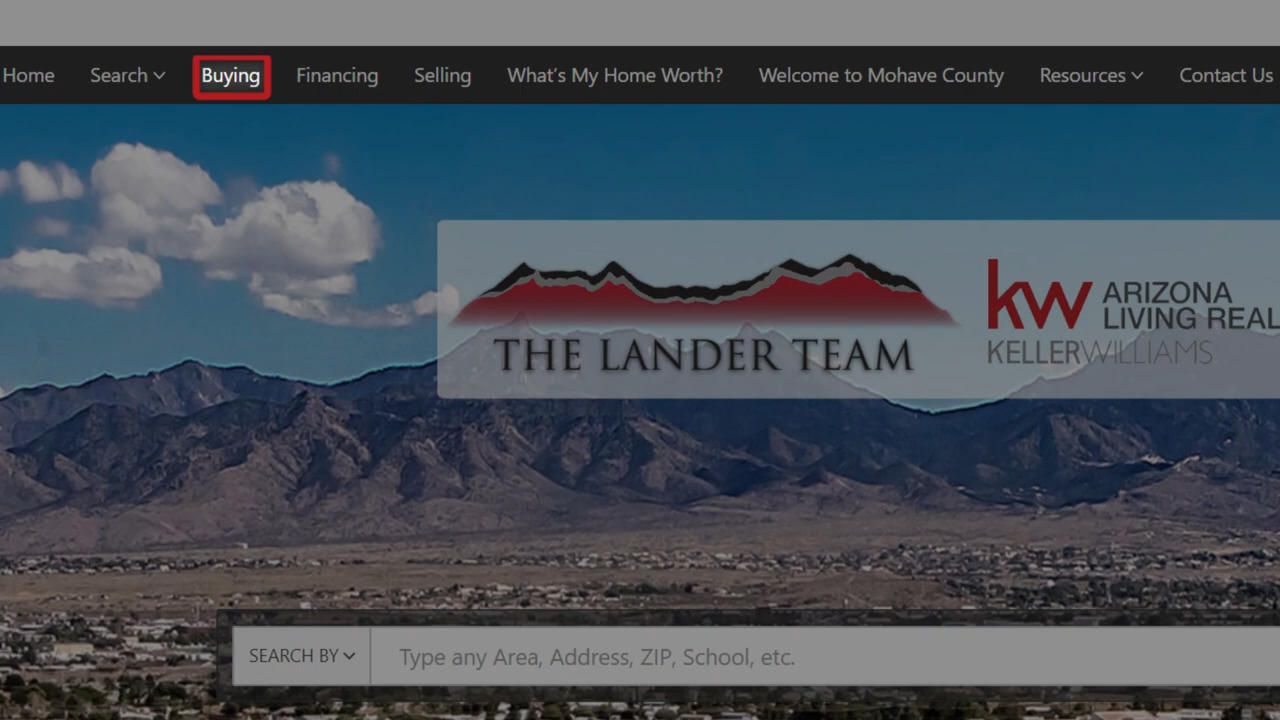 Home Search Buying Financing Selling What's My Home Worth? Welcome to Mohave County Resources Contact Us
THE LANDER TEAM
kw ARIZONA
LIVING REAL
KELLERWILLIAMS
SEARCH BY Type any Area, Address, ZIP, School, etc.